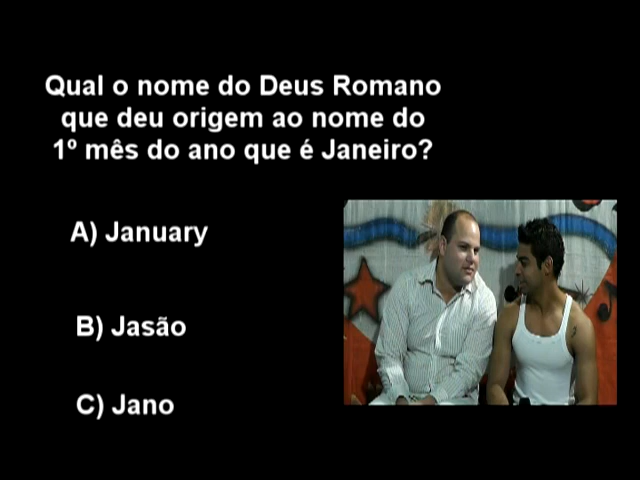 Qual o nome do Deus Romano
que deu origem ao nome do
1º mês do ano que é Janeiro?
A) January
B) Jasão
C) Jano